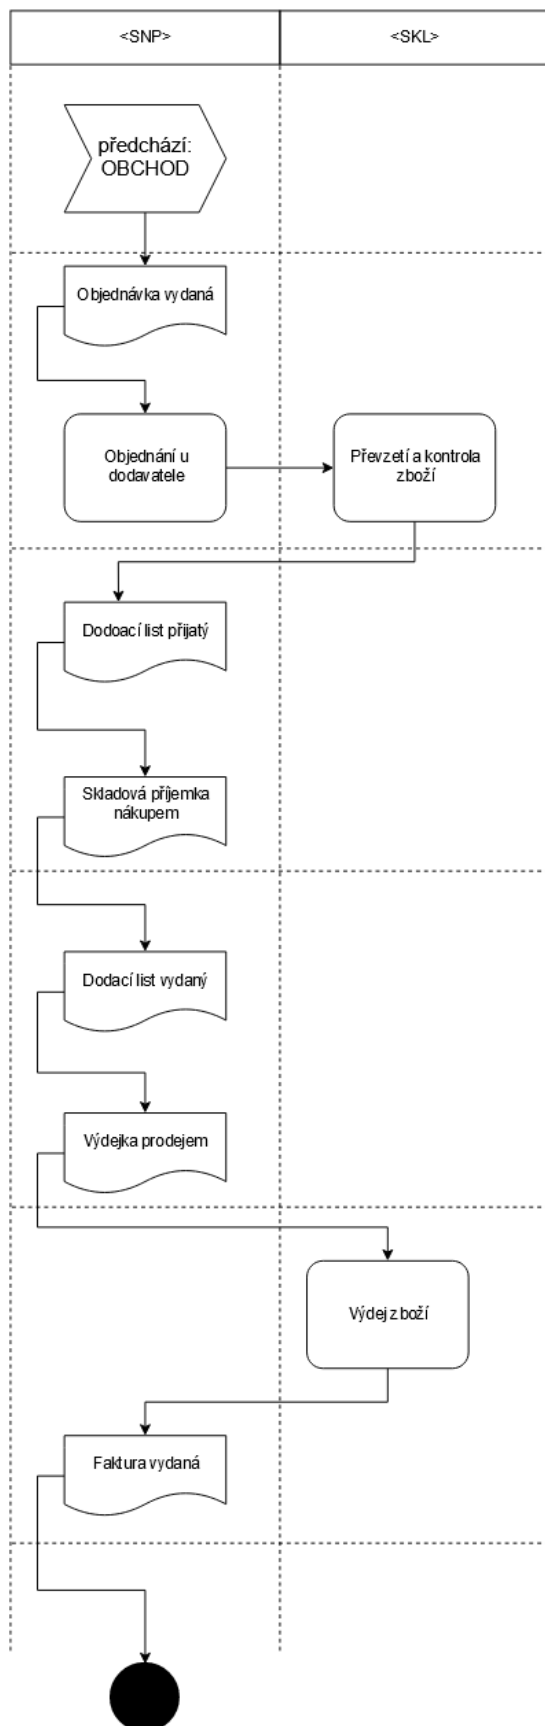 <SNP>
<SKL>
předchází:
OBCHOD
Objednávka vydaná
Objednání u
dodavatele
Převzetí a kontrola
zboží
Dodoací list přijatý
Skladová příjemka
nákupem
Dodací list vydaný
Výdejka prodejem
Výdej zboží
Faktura vydaná